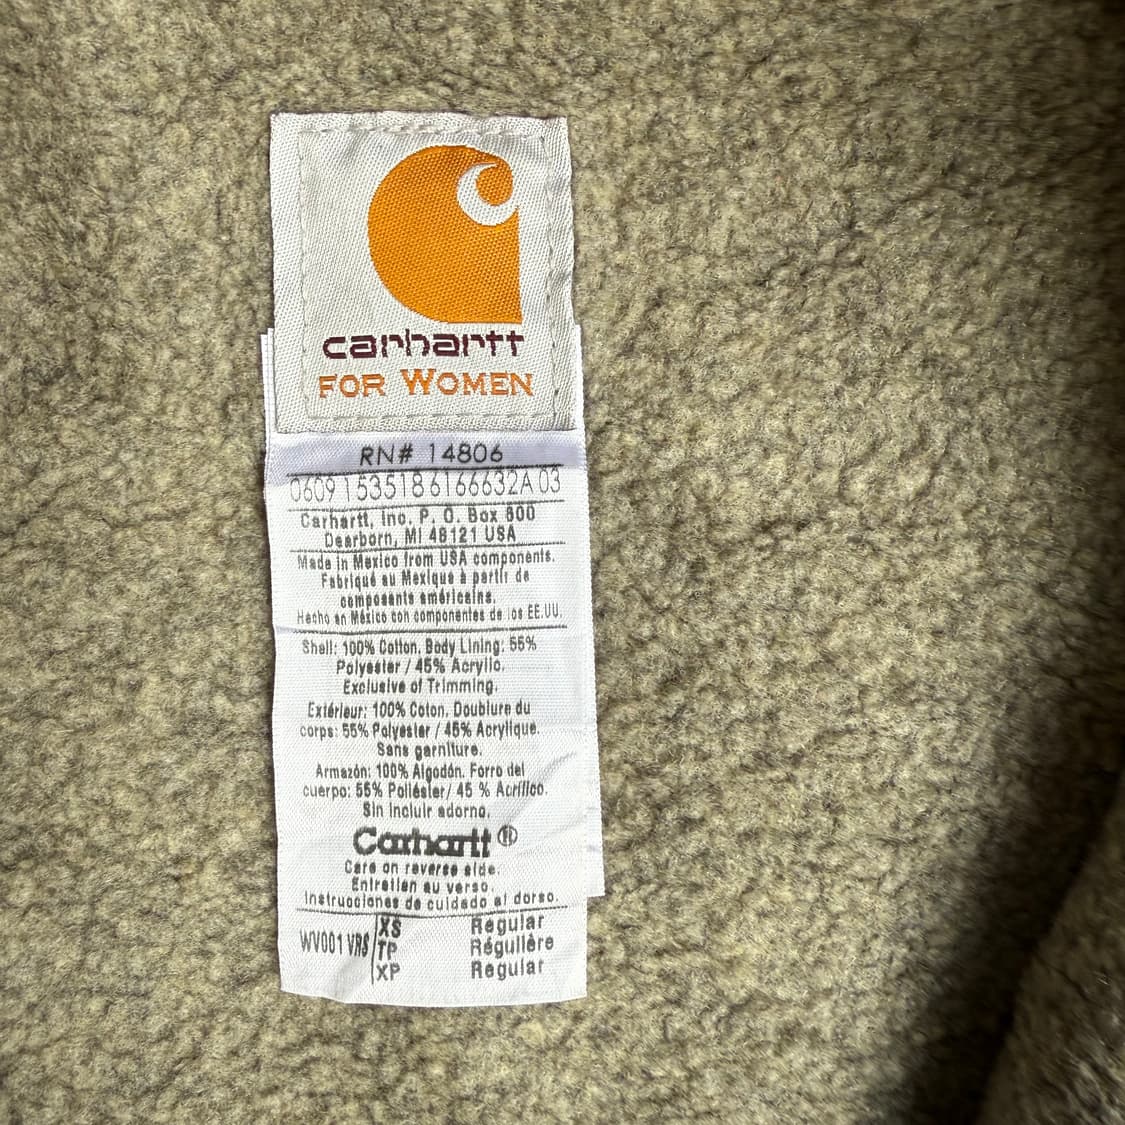 carhartt
FOR WOMEN
RN# 14806
0609 1535186166632A 03
Carhartt, Inc. P. O. Box 600
Dearborn, MI 48121 USA
Made in Mexico from USA components.
Fabriqué au Mexique à partir de
composants américains.
Hecho en México con componentes de los EE.UU.
Shell: 100% Cotton. Body Lining: 55%
Polyester / 45% Acrylic.
Exclusive of Trimming.
Extérieur: 100% Coton. Doublure du
corps: 55% Polyester / 45% Acrylique.
Sans garniture.
Armazón: 100% Algodón. Forro del
cuerpo: 55% Poliéster/ 45 % Acrílico.
Sin incluir adorno.
Carhartt ®
Care on reverse side.
Entretien au verso.
Instrucciones de cuidado al dorso.
XS Regular
WV001 VRS TP Régulière
XP Regular